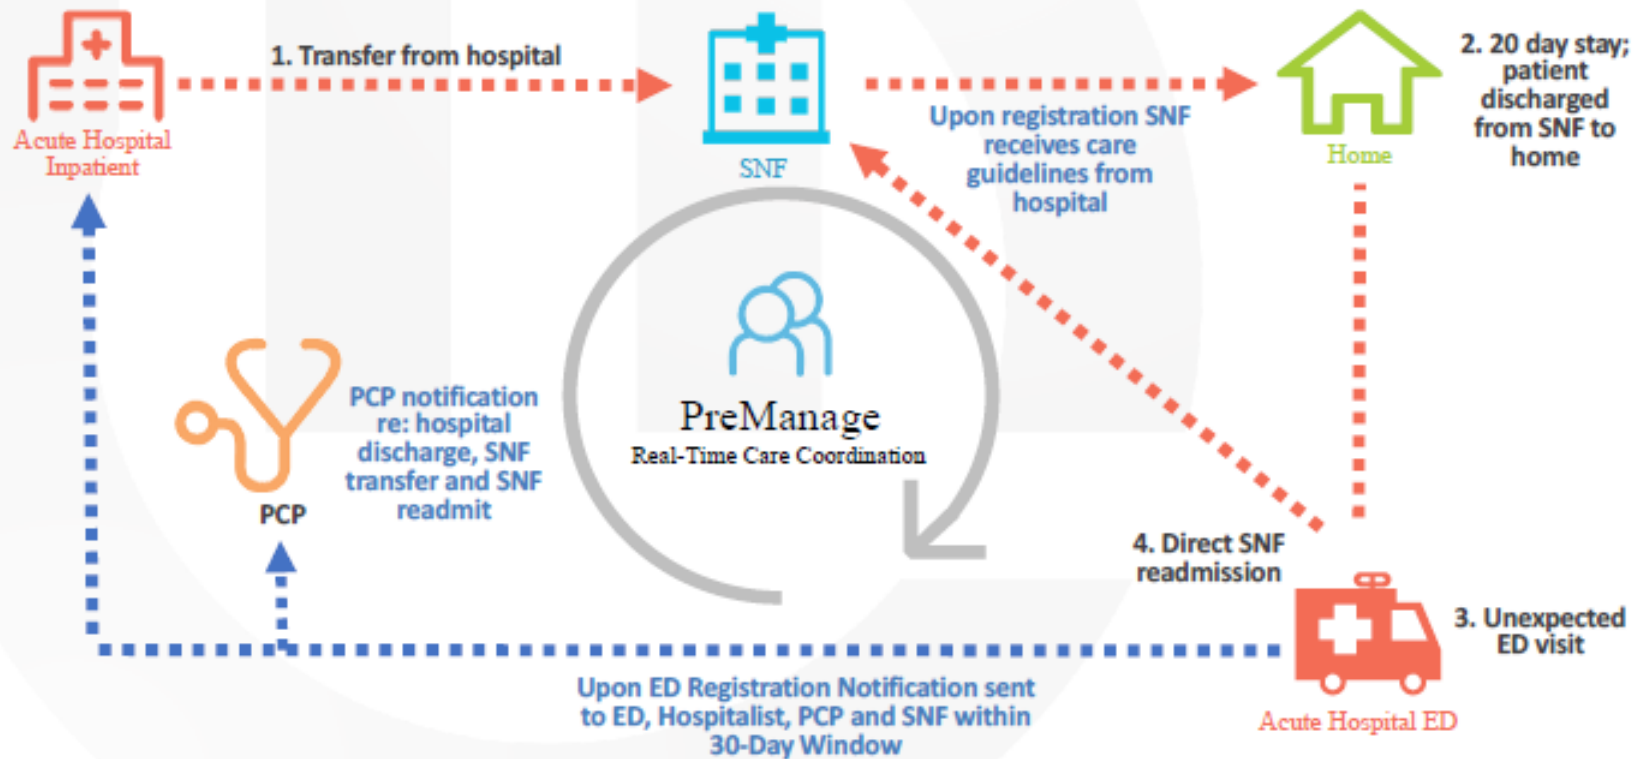 1. Transfer from hospital
Acute Hospital
Inpatient
SNF
Upon registration SNF
receives care
guidelines from
hospital
Home
2. 20 day stay;
patient
discharged
from SNF to
home
PCP notification
re: hospital
discharge, SNF
transfer and SNF
readmit
PCP
PreManage
Real-Time Care Coordination
4. Direct SNF
readmission
3. Unexpected
ED visit
Acute Hospital ED
Upon ED Registration Notification sent
to ED, Hospitalist, PCP and SNF within
30-Day Window